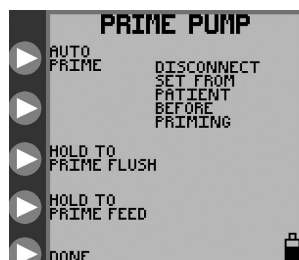 PRIME PUMP
AUTO
PRIME
DISCONNECT
SET FROM
PATIENT
BEFORE
PRIMING
HOLD TO
PRIME FLUSH
HOLD TO
PRIME FEED
DONE